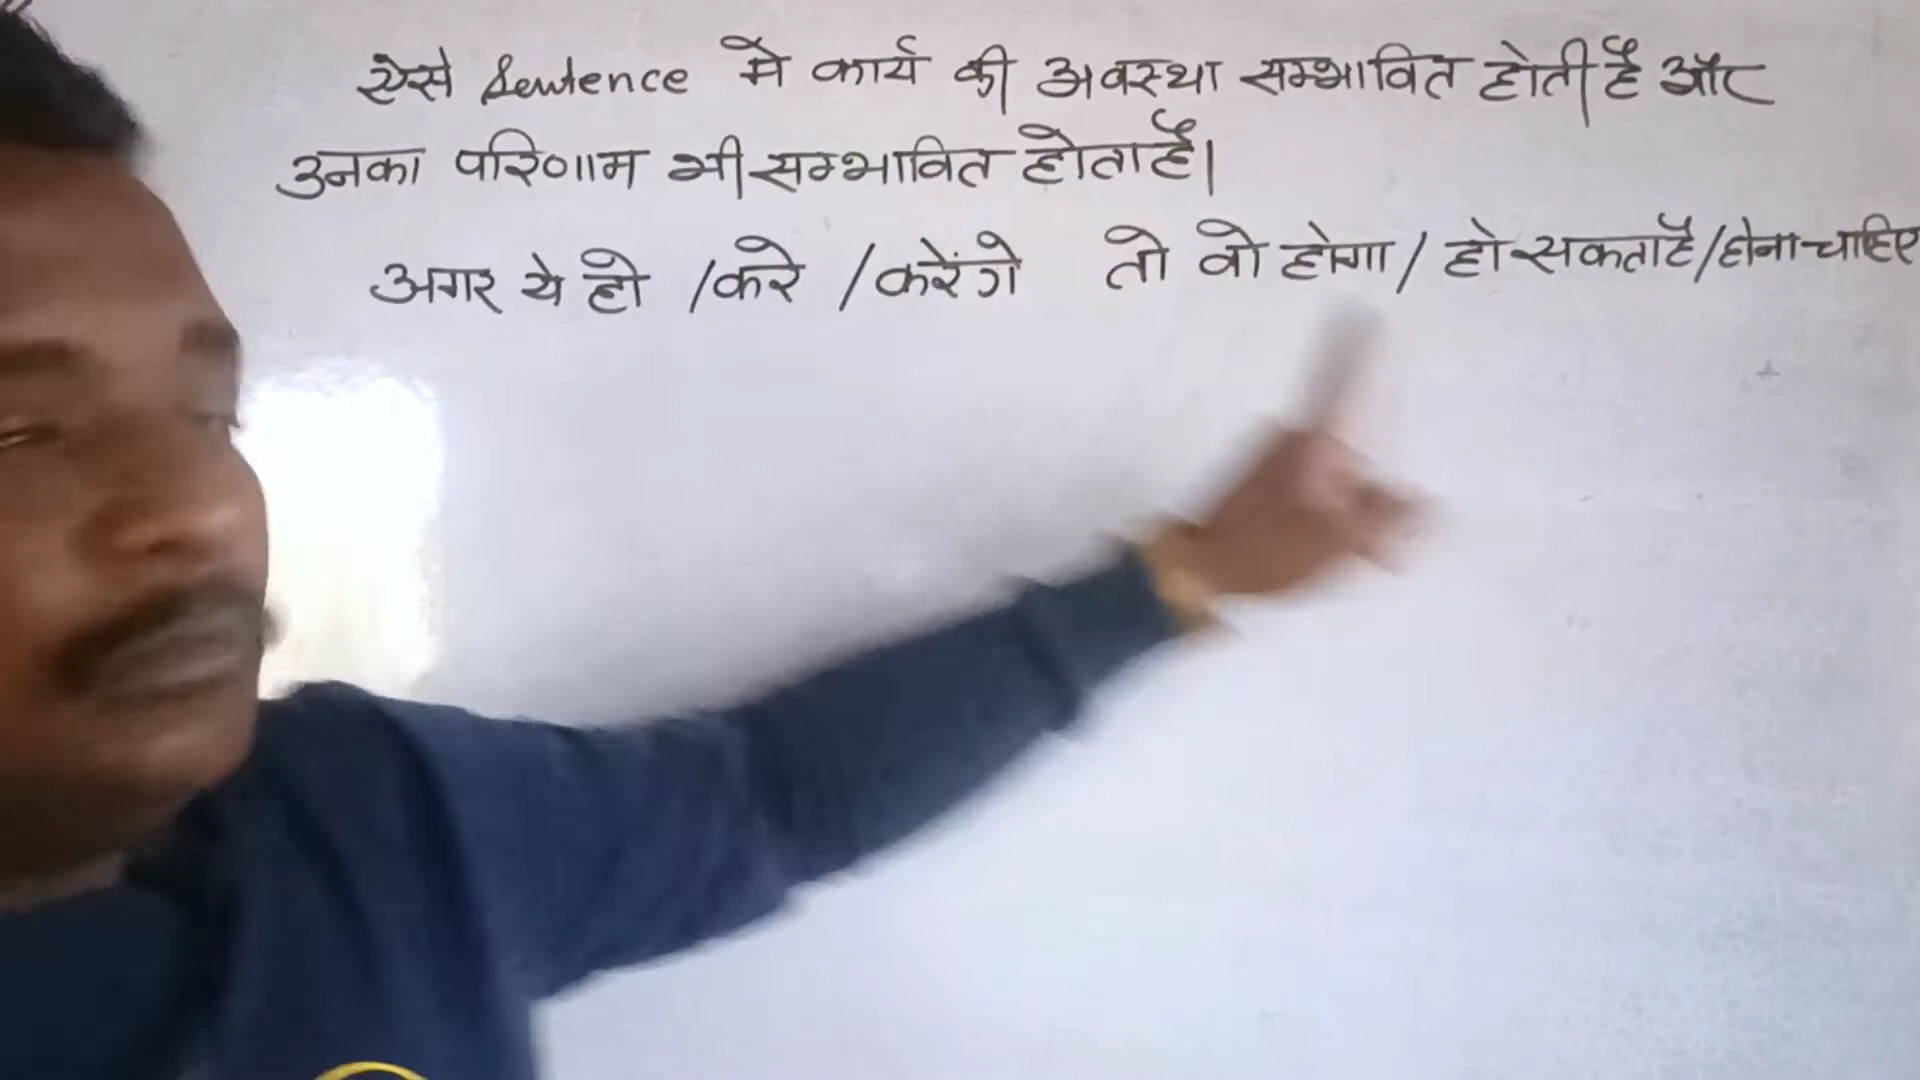 ऐसे Sentence मे कार्य की अवस्था सम्भावित होती है और
उनका परिणाम भी सम्भावित होता है।
अगर ये हो /करे /करेंगे तो वो होगा/ हो सकता है/होना चाहिए